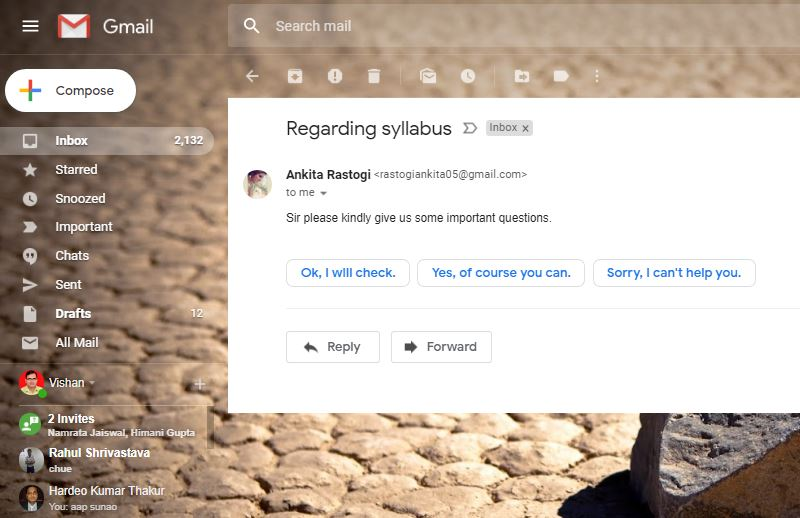 Gmail
Search mail
Compose
Regarding syllabus
Inbox x
Inbox 2,132
Starred
Snoozed
Important
Chats
Sent
Drafts 12
All Mail
Ankita Rastogi <rastogiankita05@gmail.com>
to me
Sir please kindly give us some important questions.
Ok, I will check.
Yes, of course you can.
Sorry, I can't help you.
Reply
Forward
Vishan
2 Invites
Namrata Jaiswal, Himani Gupta
Rahul Shrivastava
chue
Hardeo Kumar Thakur
You: aap sunao